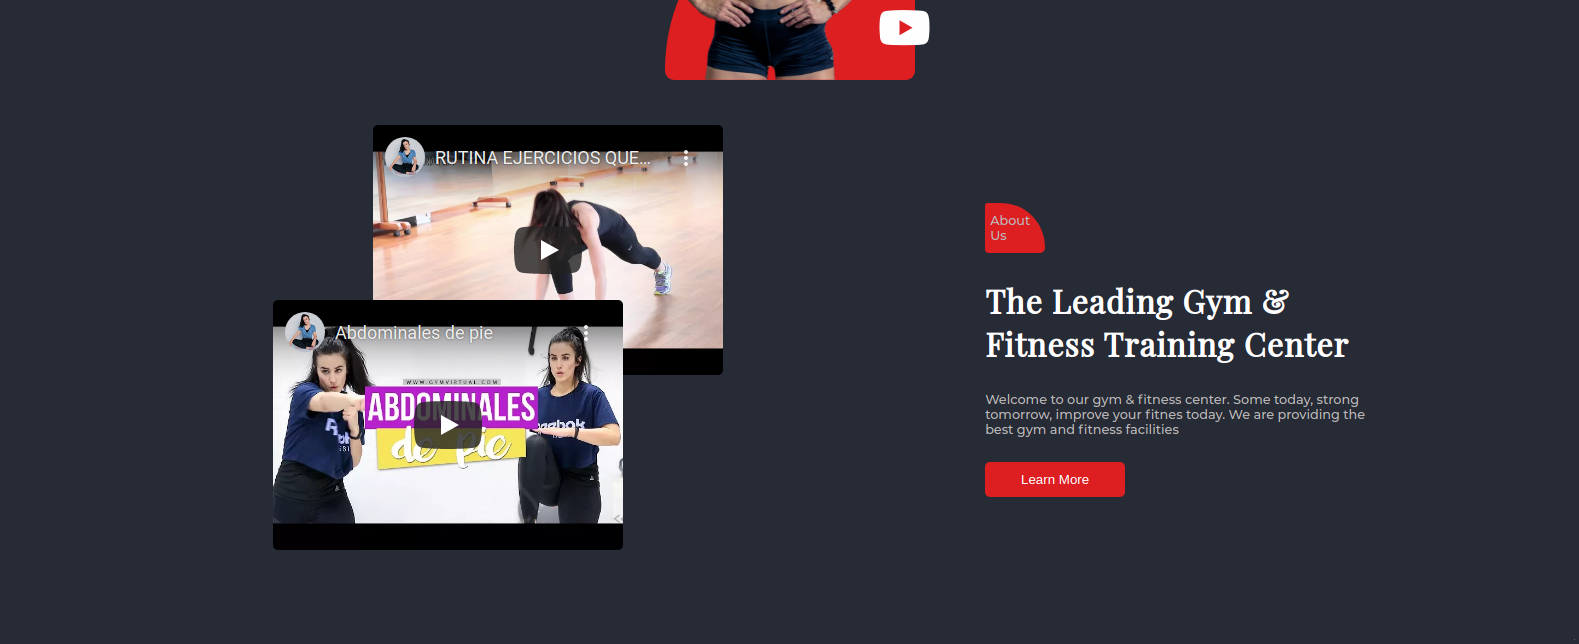 RUTINA EJERCICIOS QUE...
Abdominales de pie
WWW.GYMVIRTUAL.COM
ABDOMINALES
de pie
About
Us
The Leading Gym &
Fitness Training Center
Welcome to our gym & fitness center. Some today, strong
tomorrow, improve your fitnes today. We are providing the
best gym and fitness facilities
Learn More